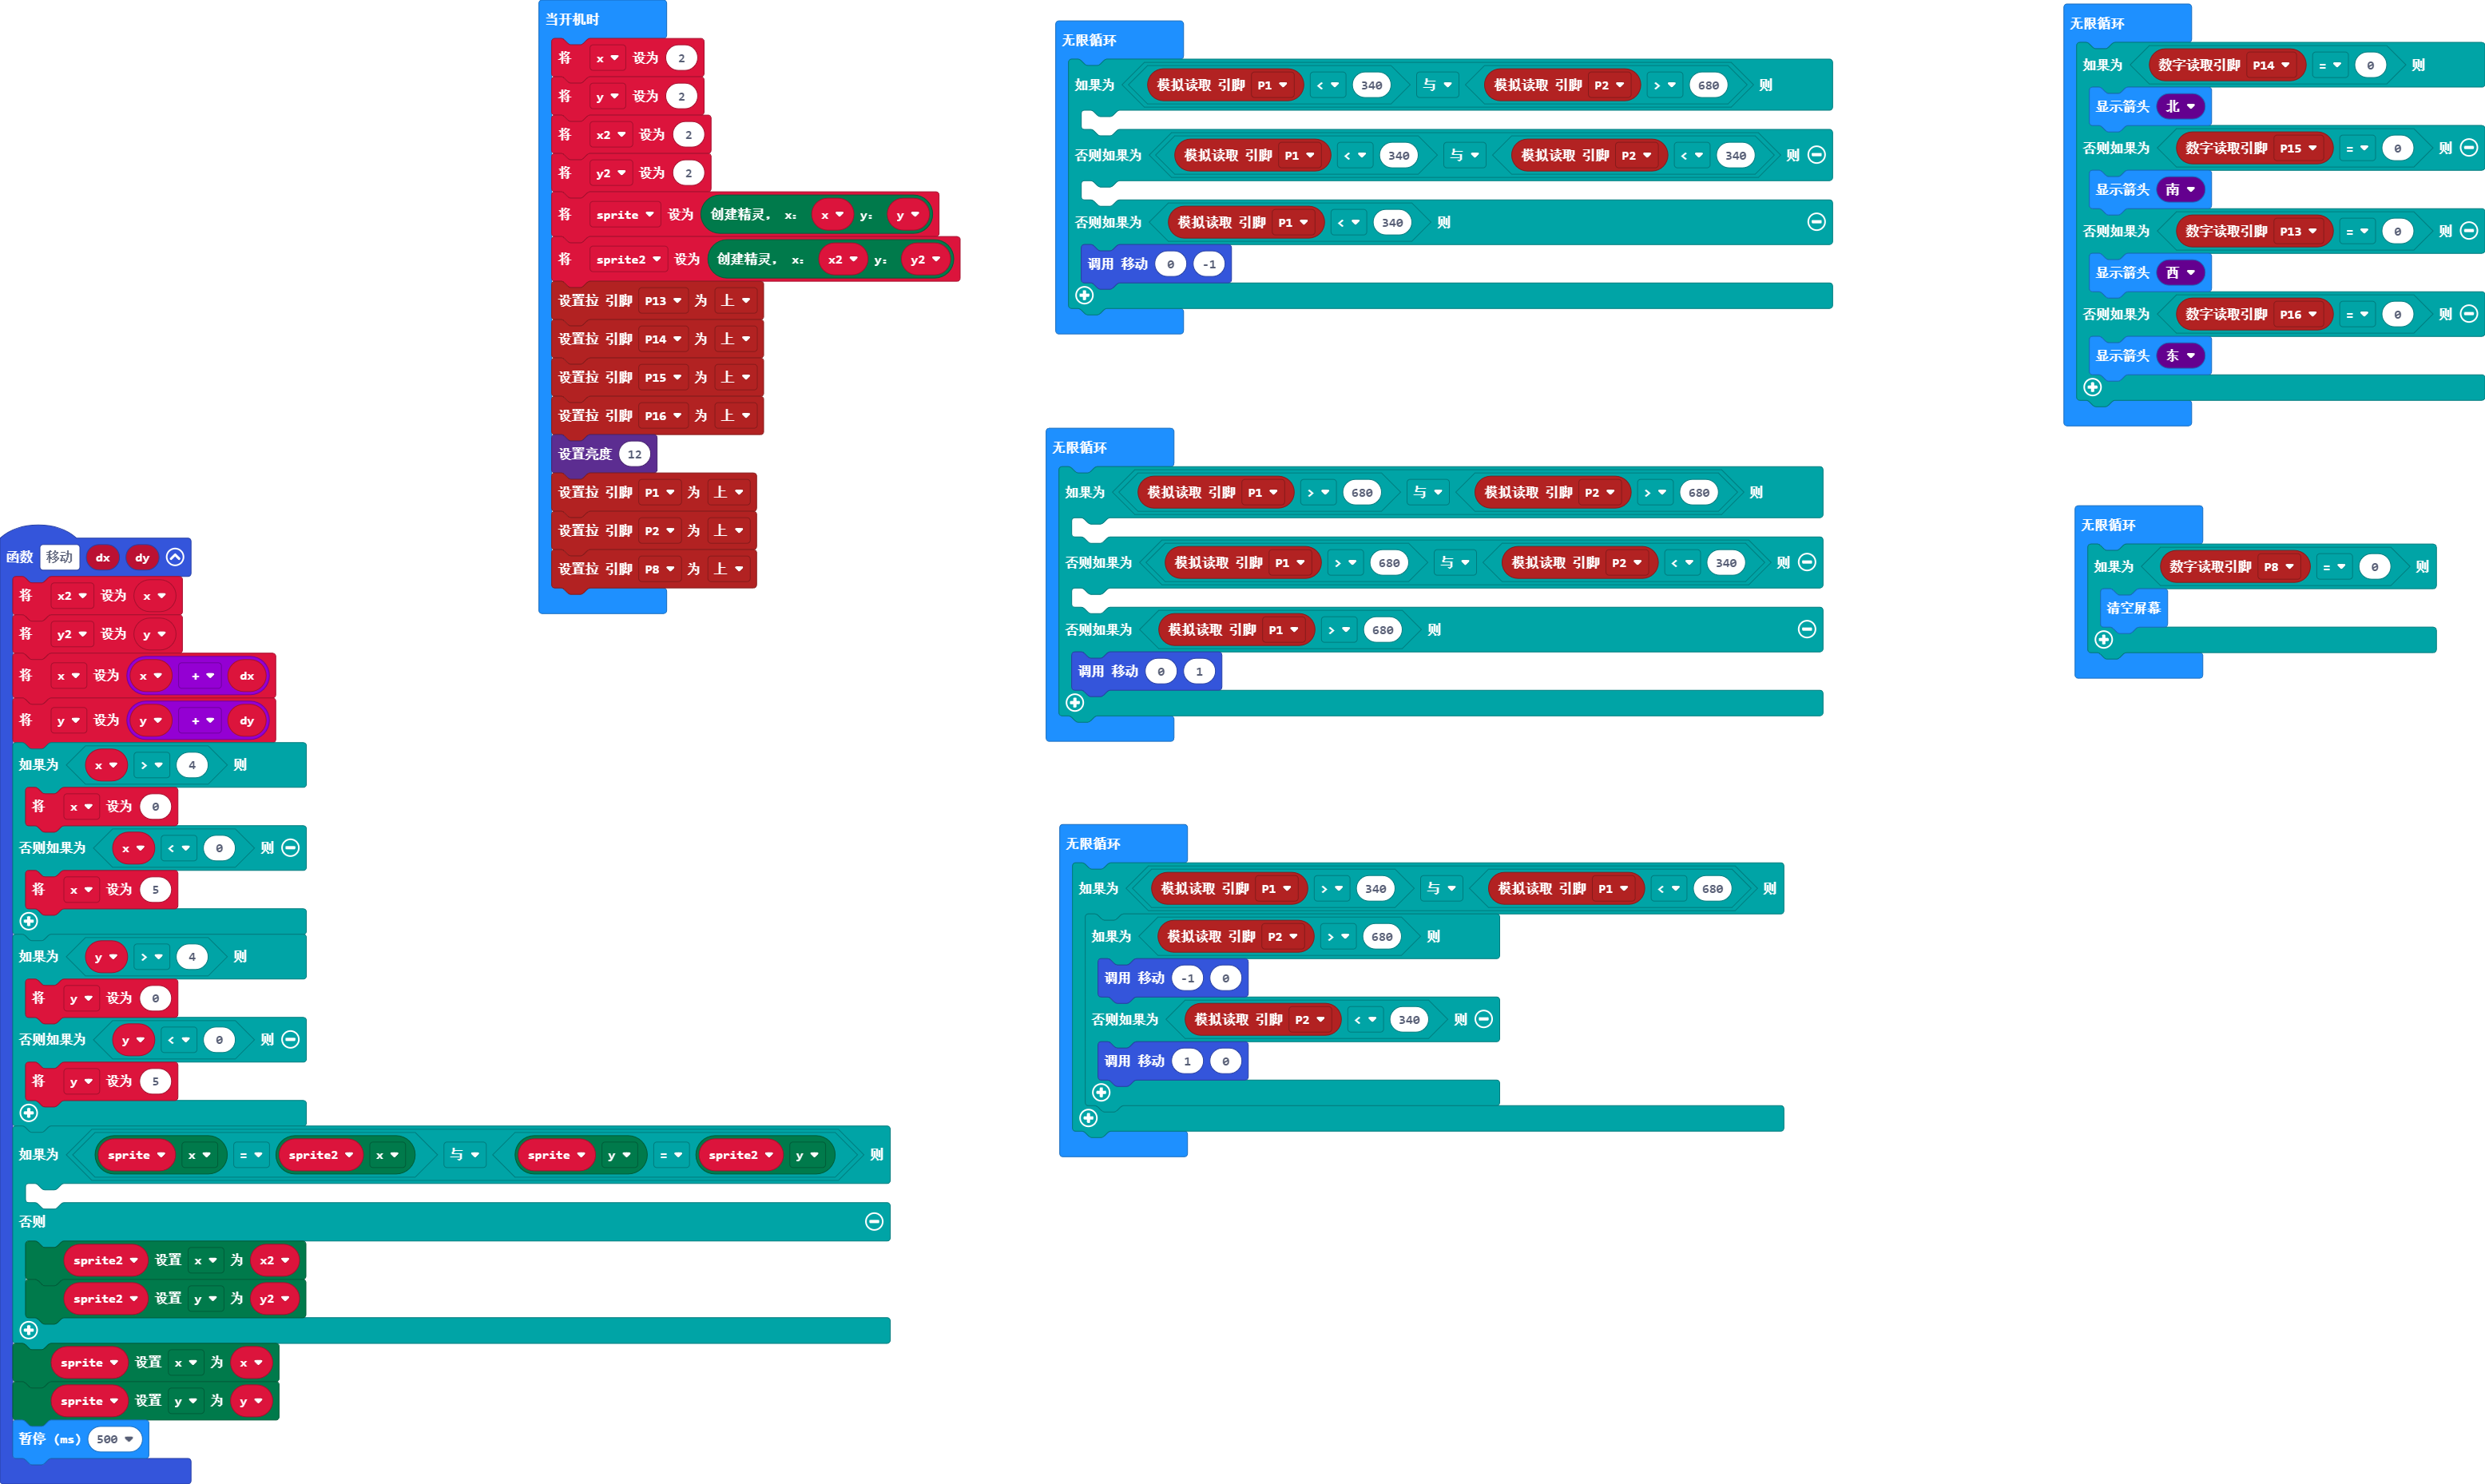 当开机时
将 x 设为 2
将 y 设为 2
将 x2 设为 2
将 y2 设为 2
将 sprite 设为 创建精灵, x: x y: y
将 sprite2 设为 创建精灵, x: x2 y: y2
设置拉 引脚 P13 为 上
设置拉 引脚 P14 为 上
设置拉 引脚 P15 为 上
设置拉 引脚 P16 为 上
设置亮度 12
设置拉 引脚 P1 为 上
设置拉 引脚 P2 为 上
设置拉 引脚 P8 为 上
函数 移动 dx dy
将 x2 设为 x
将 y2 设为 y
将 x 设为 x + dx
将 y 设为 y + dy
如果为 x > 4 则
将 x 设为 0
否则如果为 x < 0 则
将 x 设为 5
如果为 y > 4 则
将 y 设为 0
否则如果为 y < 0 则
将 y 设为 5
如果为 sprite x = sprite2 x 与 sprite y = sprite2 y 则
否则
sprite2 设置 x 为 x2
sprite2 设置 y 为 y2
sprite 设置 x 为 x
sprite 设置 y 为 y
暂停 (ms) 500
无限循环
如果为 模拟读取 引脚 P1 < 340 与 模拟读取 引脚 P2 > 680 则
否则如果为 模拟读取 引脚 P1 < 340 与 模拟读取 引脚 P2 < 340 则
否则如果为 模拟读取 引脚 P1 < 340 则
调用 移动 0 -1
无限循环
如果为 模拟读取 引脚 P1 > 680 与 模拟读取 引脚 P2 > 680 则
否则如果为 模拟读取 引脚 P1 > 680 与 模拟读取 引脚 P2 < 340 则
否则如果为 模拟读取 引脚 P1 > 680 则
调用 移动 0 1
无限循环
如果为 模拟读取 引脚 P1 > 340 与 模拟读取 引脚 P1 < 680 则
如果为 模拟读取 引脚 P2 > 680 则
调用 移动 -1 0
否则如果为 模拟读取 引脚 P2 < 340 则
调用 移动 1 0
无限循环
如果为 数字读取引脚 P14 = 0 则
显示箭头 北
否则如果为 数字读取引脚 P15 = 0 则
显示箭头 南
否则如果为 数字读取引脚 P13 = 0 则
显示箭头 西
否则如果为 数字读取引脚 P16 = 0 则
显示箭头 东
无限循环
如果为 数字读取引脚 P8 = 0 则
清空屏幕